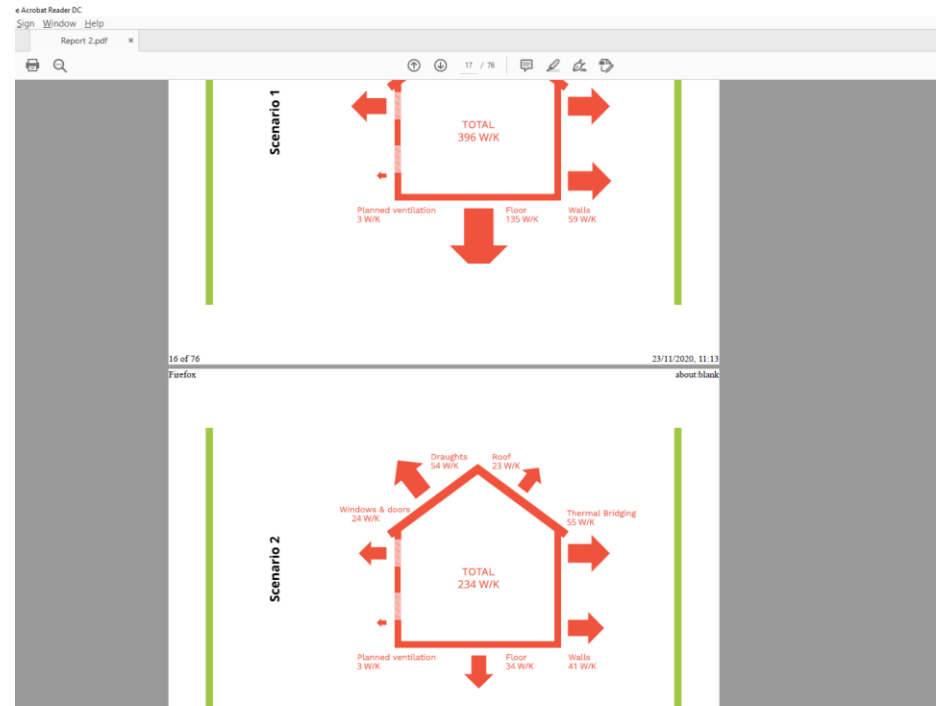 e Acrobat Reader DC
Sign Window Help
Report 2.pdf ×
17 / 76
Scenario 1
TOTAL
396 W/K
Planned ventilation
3 W/K
Floor
135 W/K
Walls
59 W/K
16 of 76
23/11/2020, 11:13
Firefox
about:blank
Scenario 2
Draughts
54 W/K
Roof
23 W/K
Windows & doors
24 W/K
Thermal Bridging
55 W/K
TOTAL
234 W/K
Planned ventilation
3 W/K
Floor
34 W/K
Walls
41 W/K